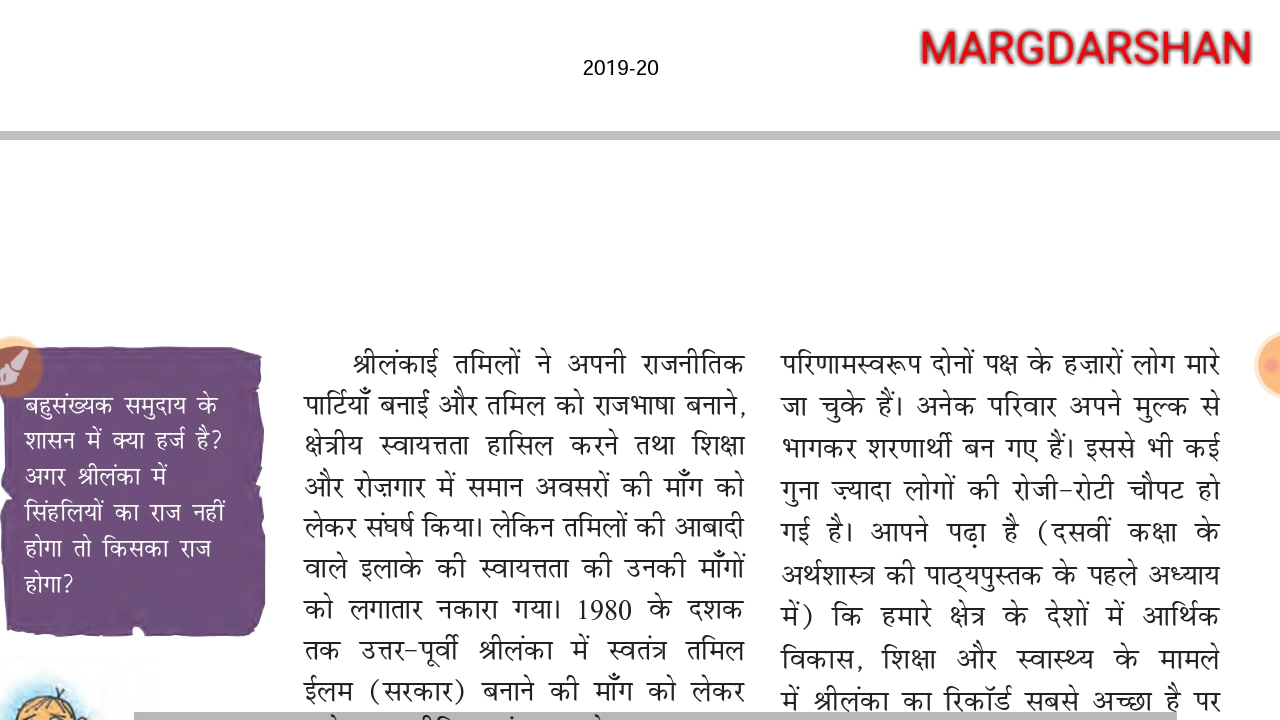 MARGDARSHAN
2019-20
बहुसंख्यक समुदाय के
शासन में क्या हर्ज है?
अगर श्रीलंका में
सिंहलियों का राज नहीं
होगा तो किसका राज
होगा?
श्रीलंकाई तमिलों ने अपनी राजनीतिक
पार्टियाँ बनाईं और तमिल को राजभाषा बनाने,
क्षेत्रीय स्वायत्तता हासिल करने तथा शिक्षा
और रोज़गार में समान अवसरों की माँग को
लेकर संघर्ष किया। लेकिन तमिलों की आबादी
वाले इलाके की स्वायत्तता की उनकी माँगों
को लगातार नकारा गया। 1980 के दशक
तक उत्तर-पूर्वी श्रीलंका में स्वतंत्र तमिल
ईलम (सरकार) बनाने की माँग को लेकर
परिणामस्वरूप दोनों पक्ष के हज़ारों लोग मारे
जा चुके हैं। अनेक परिवार अपने मुल्क से
भागकर शरणार्थी बन गए हैं। इससे भी कई
गुना ज़्यादा लोगों की रोजी-रोटी चौपट हो
गई है। आपने पढ़ा है (दसवीं कक्षा के
अर्थशास्त्र की पाठ्यपुस्तक के पहले अध्याय
में) कि हमारे क्षेत्र के देशों में आर्थिक
विकास, शिक्षा और स्वास्थ्य के मामले
में श्रीलंका का रिकॉर्ड सबसे अच्छा है पर